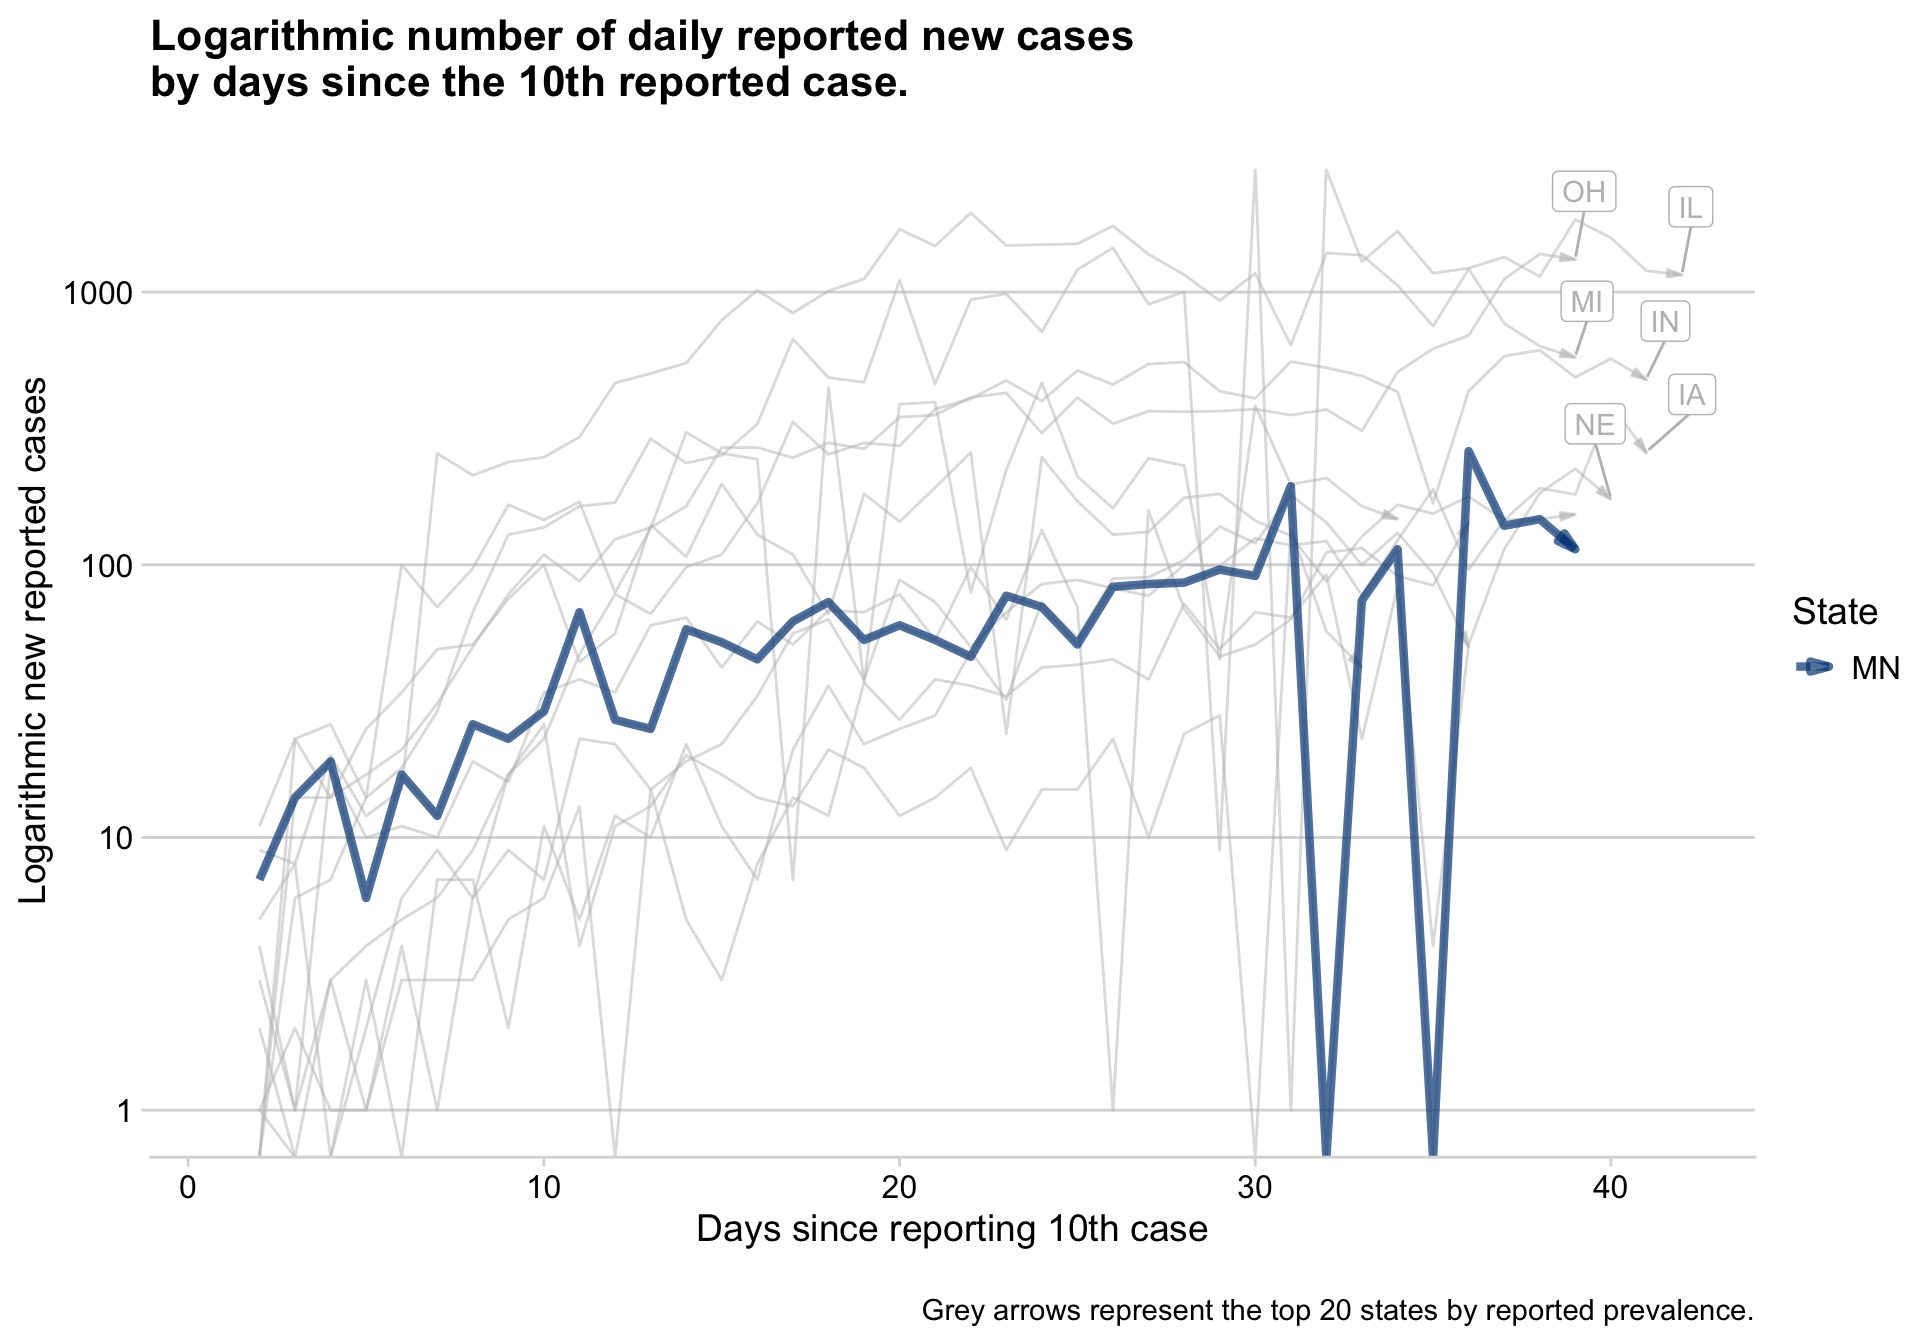 Logarithmic number of daily reported new cases
by days since the 10th reported case.
OH
IL
1000
MI
IN
IA
NE
Logarithmic new reported cases
100
State
MN
10
1
0 10 20 30 40
Days since reporting 10th case
Grey arrows represent the top 20 states by reported prevalence.